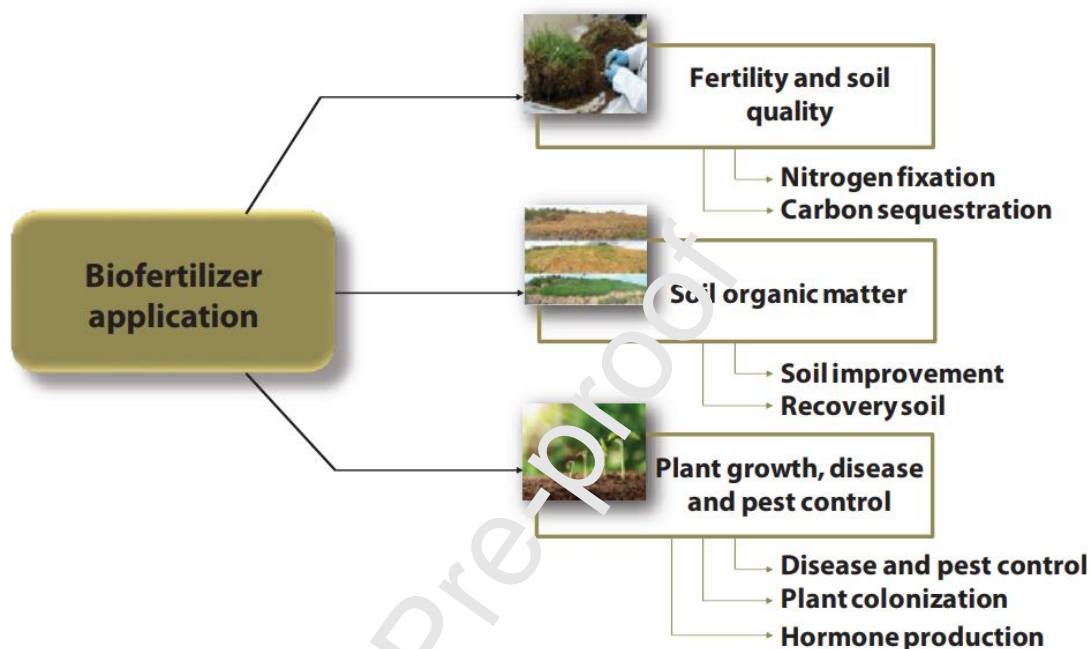 Fertility and soil
quality
Nitrogen fixation
Carbon sequestration
Biofertilizer
application
Soil organic matter
Soil improvement
Recovery soil
Plant growth, disease
and pest control
Disease and pest control
Plant colonization
Hormone production
Pre-proof